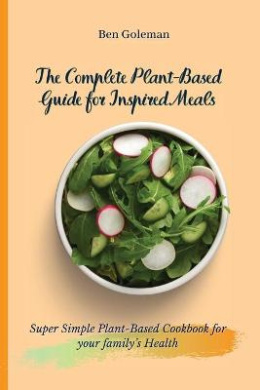 Ben Goleman
The Complete Plant-Based
Guide for Inspired Meals
Super Simple Plant-Based Cookbook for
your family's Health